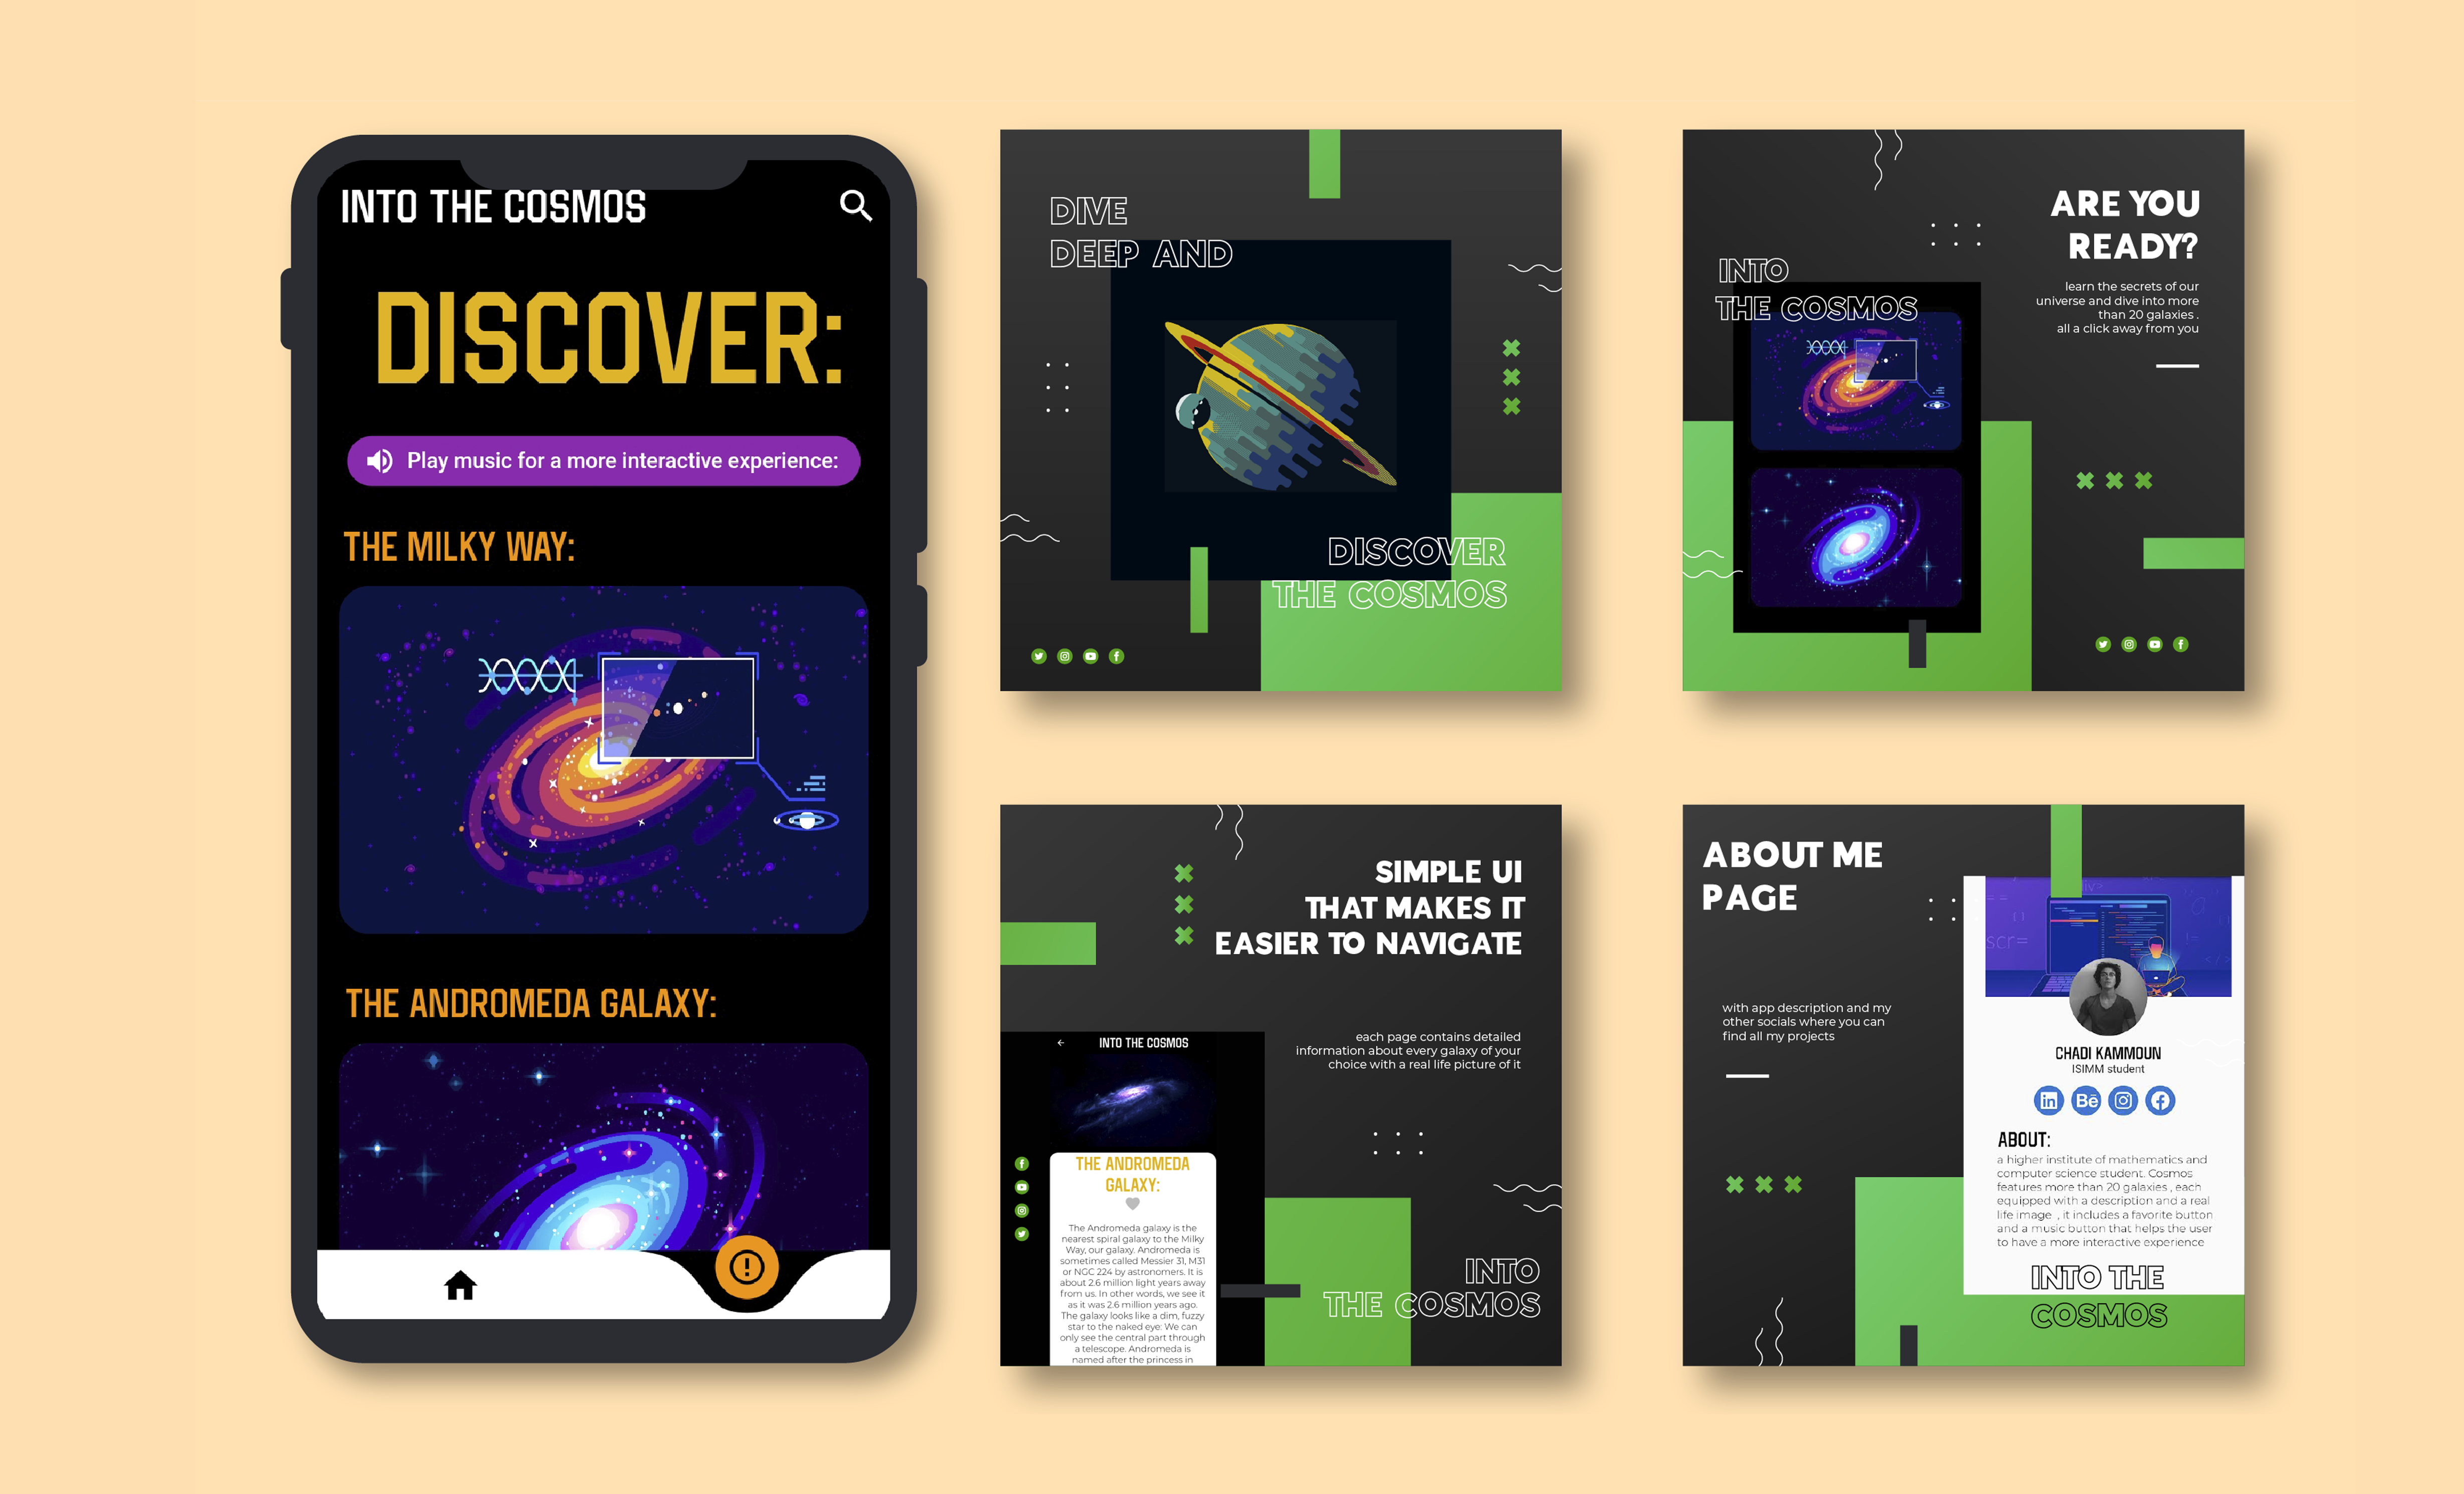 INTO THE COSMOS
DISCOVER:
Play music for a more interactive experience:
THE MILKY WAY:
THE ANDROMEDA GALAXY:
DIVE
DEEP AND
DISCOVER
THE COSMOS
ARE YOU
READY?
learn the secrets of our
universe and dive into more
than 20 galaxies .
all a click away from you
INTO
THE COSMOS
SIMPLE UI
THAT MAKES IT
EASIER TO NAVIGATE
each page contains detailed
information about every galaxy of your
choice with a real life picture of it
INTO THE COSMOS
THE ANDROMEDA
GALAXY:
The Andromeda galaxy is the
nearest spiral galaxy to the Milky
Way, our galaxy. Andromeda is
sometimes called Messier 31, M31
or NGC 224 by astronomers. It is
about 2.6 million light years away
from us. In other words, we see it
as it was 2.6 million years ago.
The galaxy looks like a dim, fuzzy
star to the naked eye: We can
only see the central part through
a telescope. Andromeda is
named after the princess in
INTO
THE COSMOS
ABOUT ME
PAGE
with app description and my
other socials where you can
find all my projects
scr=
CHADI KAMMOUN
ISIMM student
in Bē
ABOUT:
a higher institute of mathematics and
computer science student. Cosmos
features more than 20 galaxies , each
equipped with a description and a real
life image , it includes a favorite button
and a music button that helps the user
to have a more interactive experience
INTO THE
COSMOS